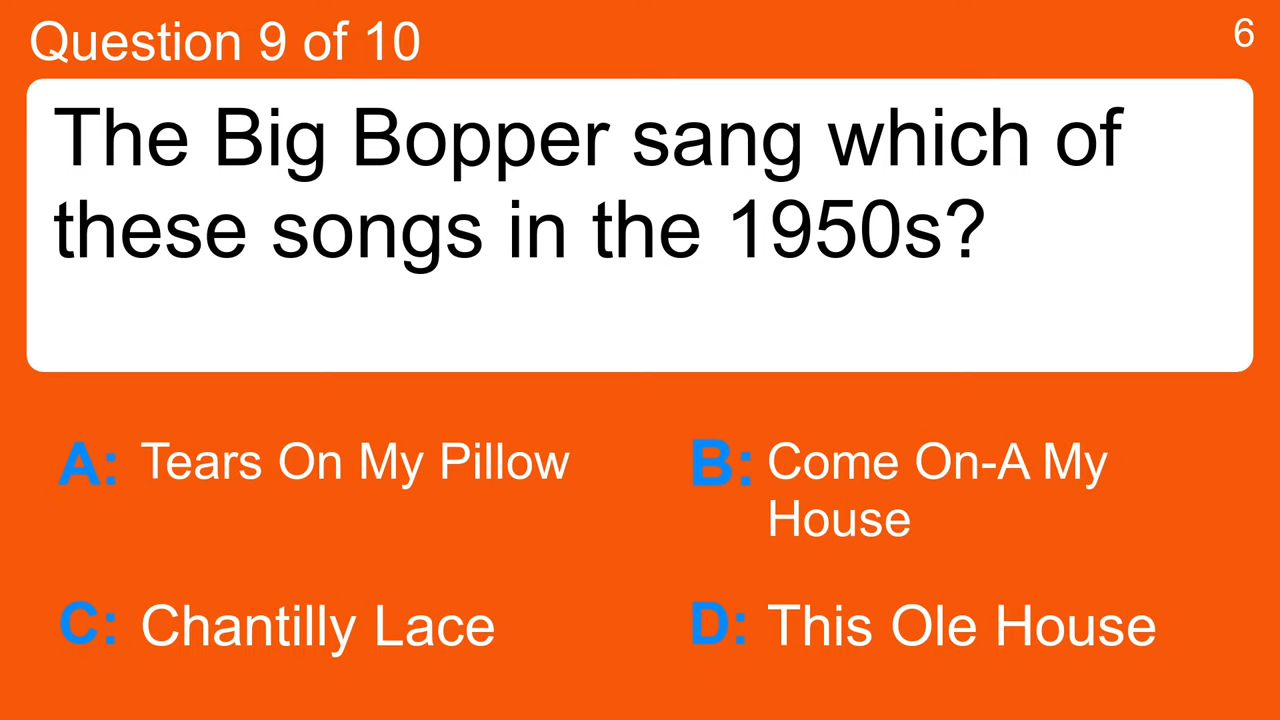 Question 9 of 10
6
The Big Bopper sang which of
these songs in the 1950s?
A: Tears On My Pillow
B: Come On-A My
House
C: Chantilly Lace
D: This Ole House